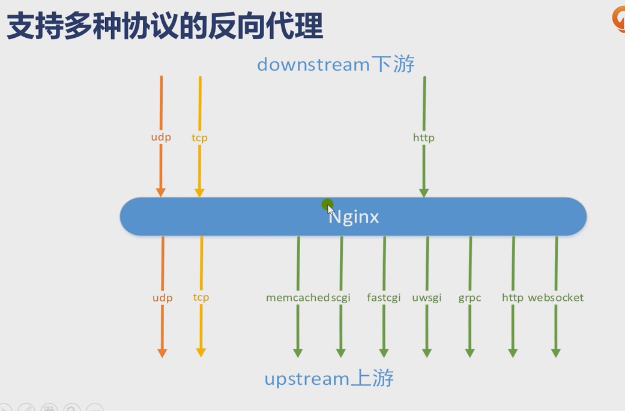 支持多种协议的反向代理
downstream下游
udp tcp http
Nginx
udp tcp memcached scgi fastcgi uwsgi grpc http websocket
upstream上游